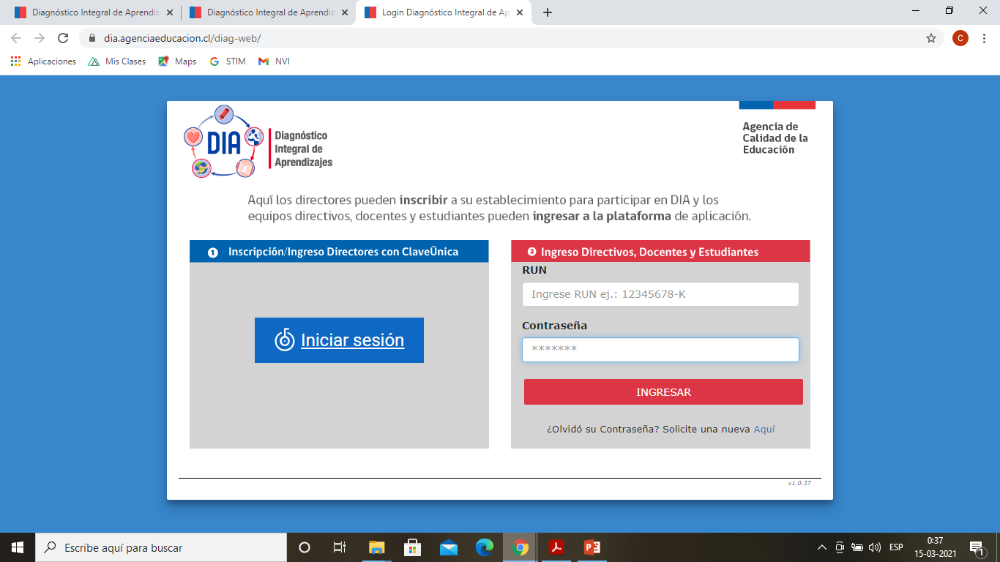 Diagnóstico Integral de Aprendiz
Diagnóstico Integral de Aprendiz
Login Diagnóstico Integral de Ap
dia.agenciaeducacion.cl/diag-web/
C
Aplicaciones
Mis Clases
Maps
STIM
NVI
DIA
Diagnóstico
Integral de
Aprendizajes
Agencia de
Calidad de la
Educación
Aquí los directores pueden inscribir a su establecimiento para participar en DIA y los
equipos directivos, docentes y estudiantes pueden ingresar a la plataforma de aplicación.
1 Inscripción/Ingreso Directores con ClaveÚnica
Iniciar sesión
2 Ingreso Directivos, Docentes y Estudiantes
RUN
Ingrese RUN ej.: 12345678-K
Contraseña
*******
INGRESAR
¿Olvidó su Contraseña? Solicite una nueva Aquí
v1.0.37
Escribe aquí para buscar
ESP
0:37
15-03-2021
1